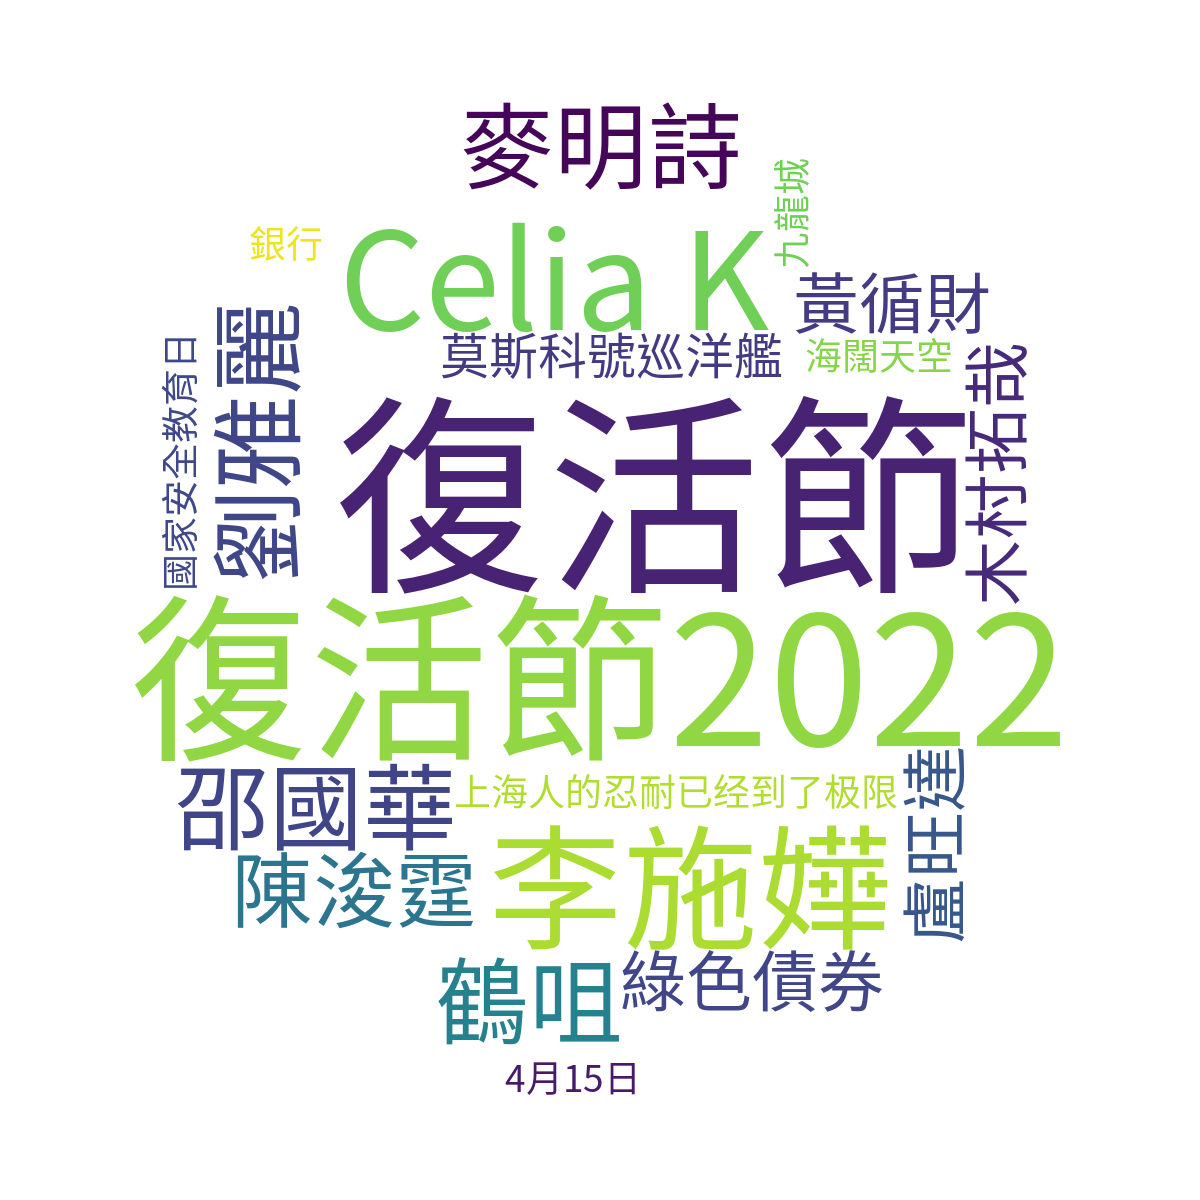 麥明詩
九龍城
Celia K
銀行
黃循財
劉雅麗
莫斯科號巡洋艦
海闊天空
國家安全教育日
木村拓哉
復活節
復活節2022
邵國華
上海人的忍耐已经到了极限
盧旺達
李施嬅
陳浚霆
鶴咀
綠色債券
4月15日